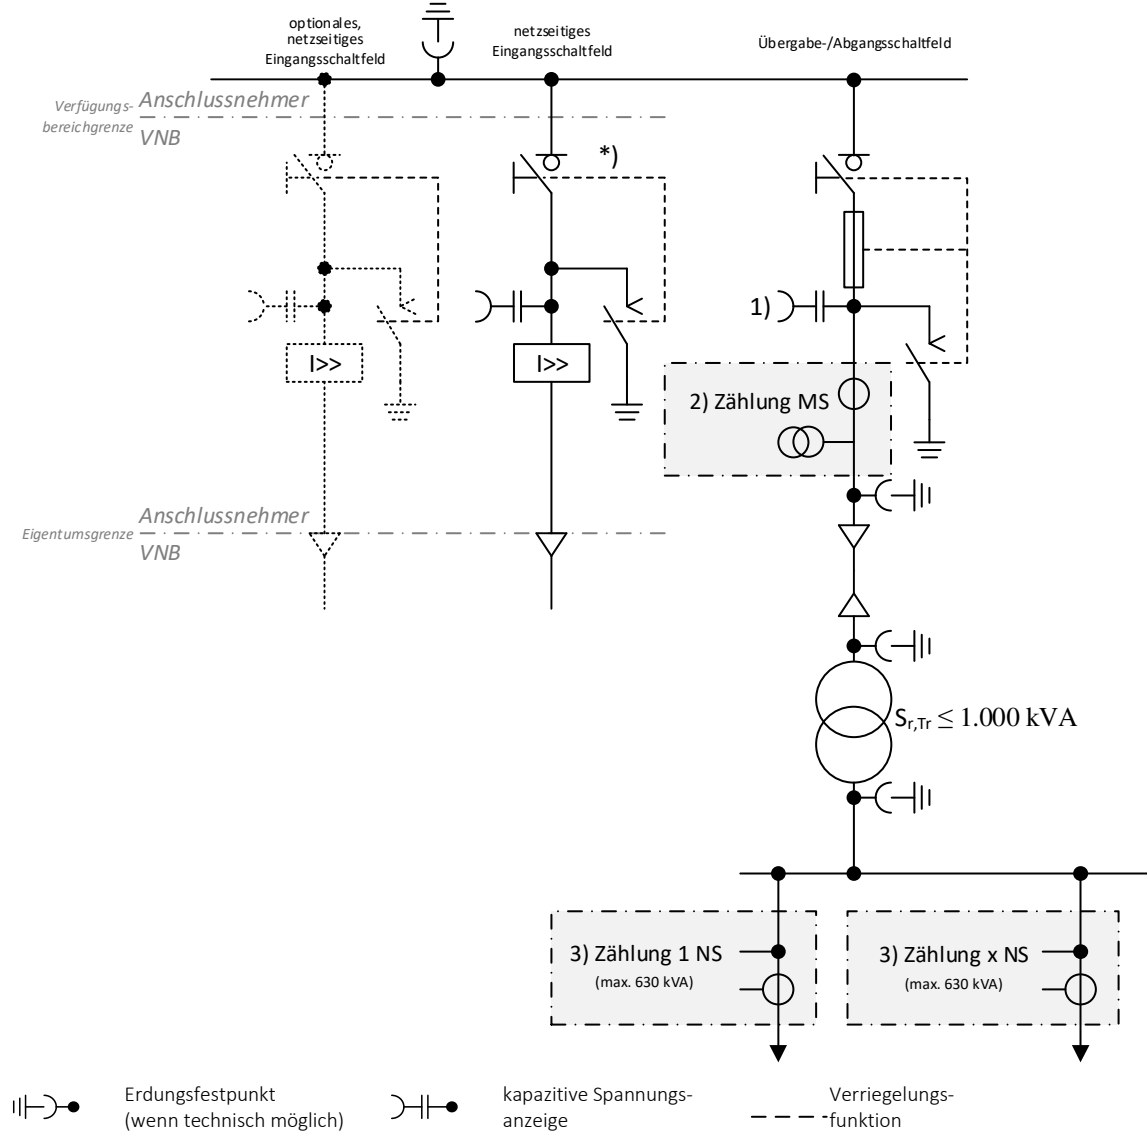 optionales,
netzseitiges
Eingangsschaltfeld
netzseitiges
Eingangsschaltfeld
Übergabe-/Abgangsschaltfeld
Verfügungs-
bereichgrenze
Anschlussnehmer
VNB
*)
1)
I>>
I>>
2) Zählung MS
Eigentumsgrenze
Anschlussnehmer
VNB
Sr,Tr ≤ 1.000 kVA
3) Zählung 1 NS
(max. 630 kVA)
3) Zählung x NS
(max. 630 kVA)
Erdungsfestpunkt
(wenn technisch möglich)
kapazitive Spannungs-
anzeige
Verriegelungs-
funktion